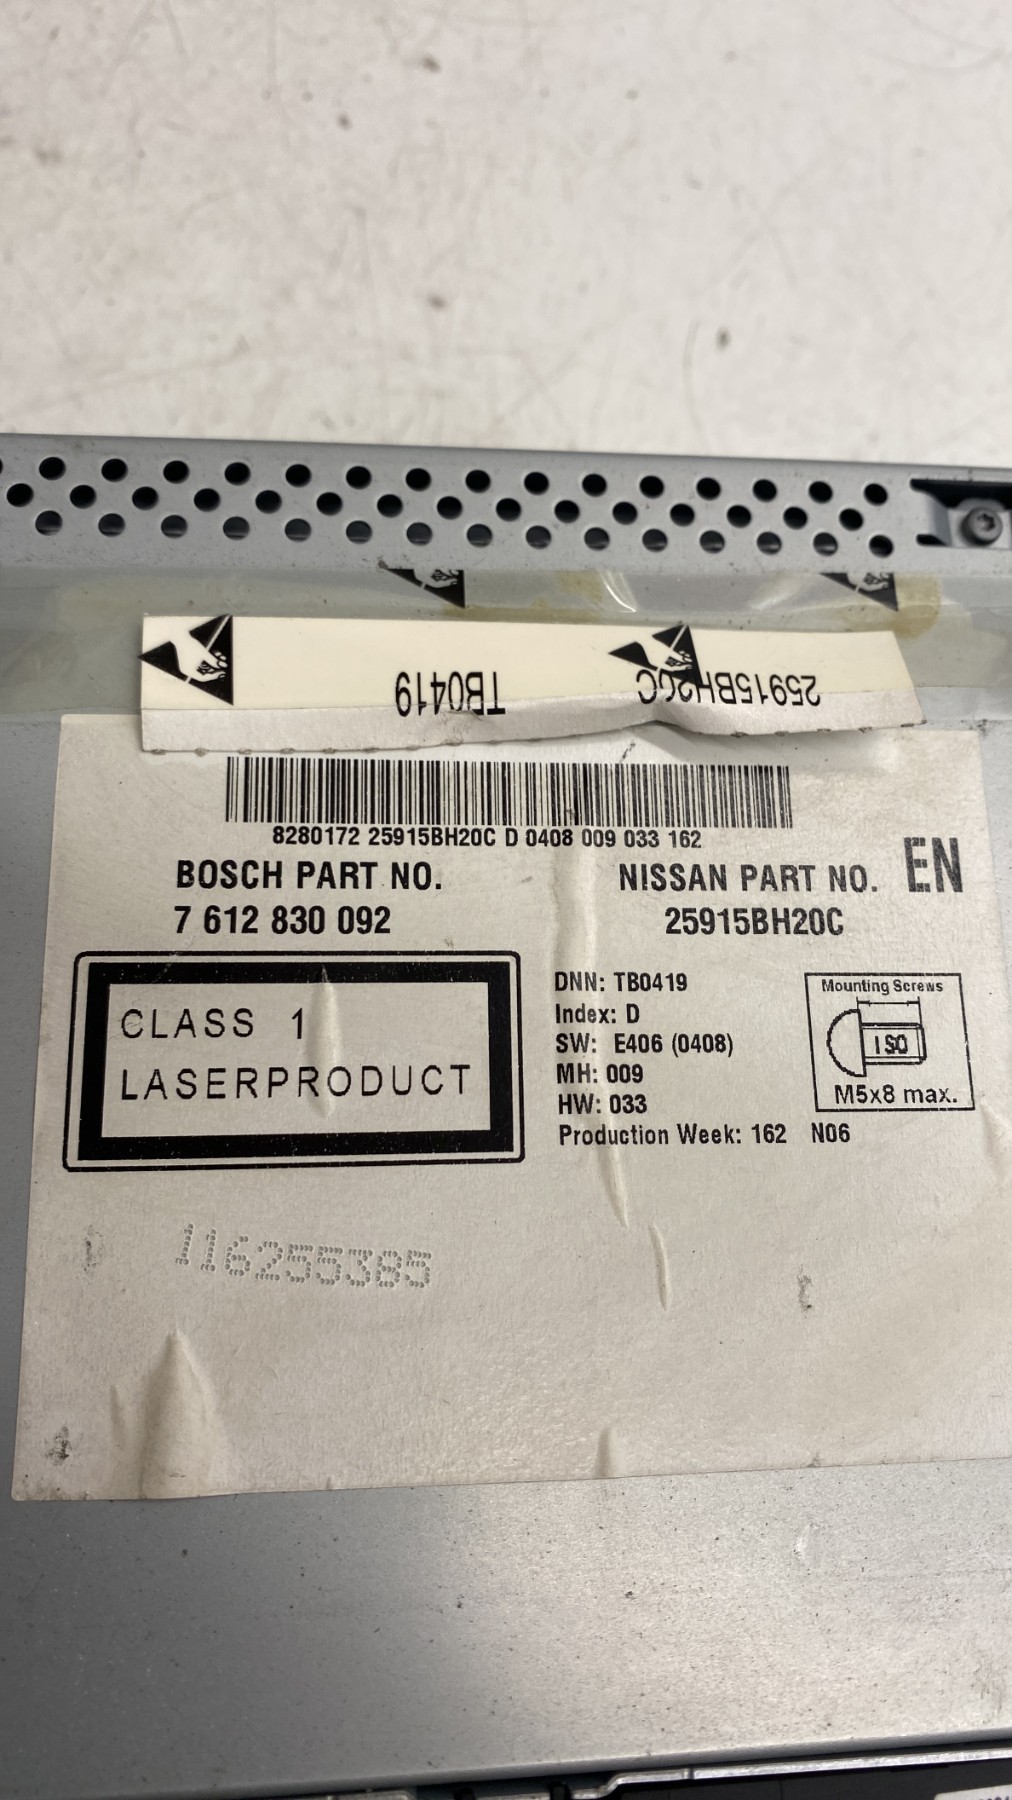 TB0419
25915BH20C
8280172 25915BH20C D 0408 009 033 162
BOSCH PART NO.
7 612 830 092
NISSAN PART NO.
25915BH20C
EN
CLASS 1
LASERPRODUCT
DNN: TB0419
Index: D
SW: E406 (0408)
MH: 009
HW: 033
Production Week: 162 N06
Mounting Screws
ISO
M5x8 max.
116255385